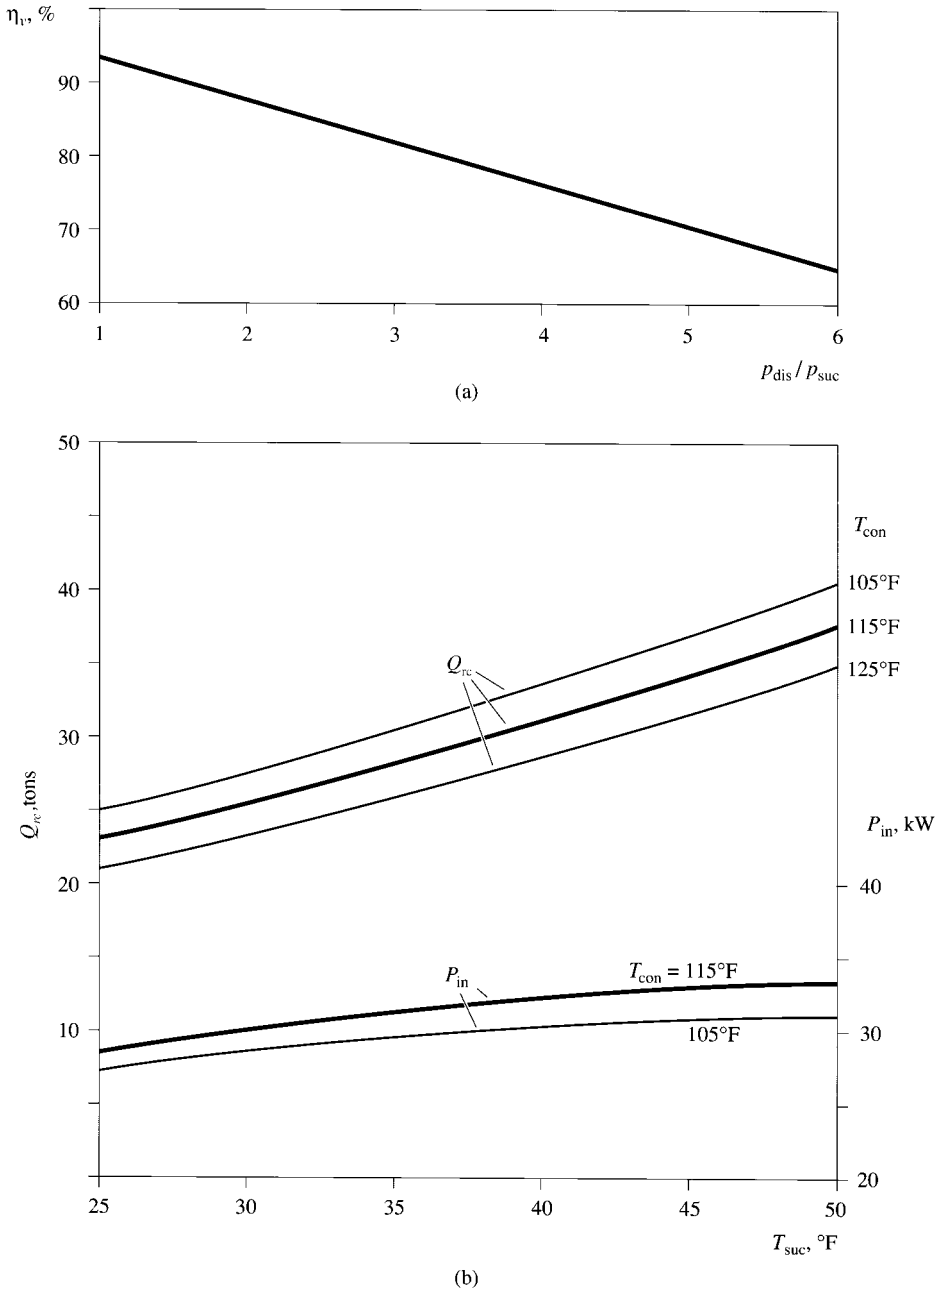 ηv, %
90
80
70
60
1 2 3 4 5 6
pdis / psuc
(a)
50
Tcon
40
105°F
115°F
125°F
Qrc
30
Qrc, tons
Pin, kW
20
40
Pin
Tcon = 115°F
10
30
105°F
20
25 30 35 40 45 50
Tsuc, °F
(b)